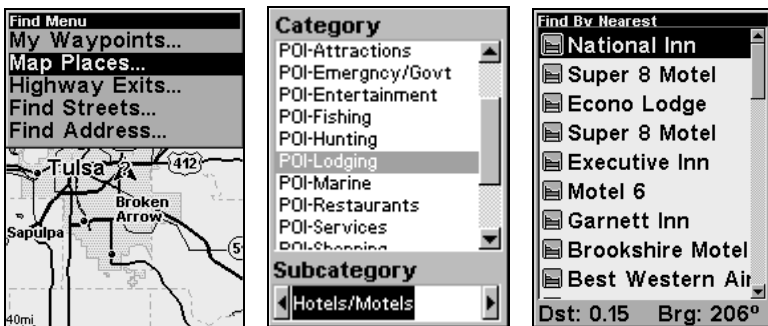 Find Menu
My Waypoints...
Map Places...
Highway Exits...
Find Streets...
Find Address...
Tulsa
412
Broken
Arrow
Sapulpa
40mi
Category
POI-Attractions
POI-Emergncy/Govt
POI-Entertainment
POI-Fishing
POI-Hunting
POI-Lodging
POI-Marine
POI-Restaurants
POI-Services
POI-Shopping
Subcategory
Hotels/Motels
Find By Nearest
National Inn
Super 8 Motel
Econo Lodge
Super 8 Motel
Executive Inn
Motel 6
Garnett Inn
Brookshire Motel
Best Western Air
Dst: 0.15 Brg: 206º